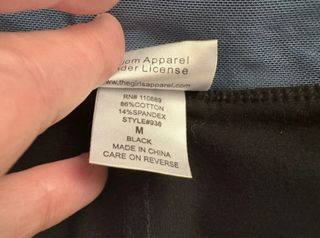 om Apparel
der License
www.thegirlsapparel.com
RN# 110689
86%COTTON
14%SPANDEX
STYLE#936
M
BLACK
MADE IN CHINA
CARE ON REVERSE